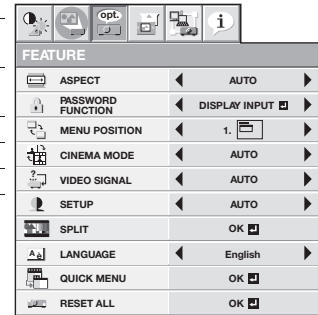 opt.
i
FEATURE
ASPECT AUTO
PASSWORD FUNCTION DISPLAY INPUT
MENU POSITION 1.
CINEMA MODE AUTO
VIDEO SIGNAL AUTO
SETUP AUTO
SPLIT OK
LANGUAGE English
QUICK MENU OK
RESET ALL OK